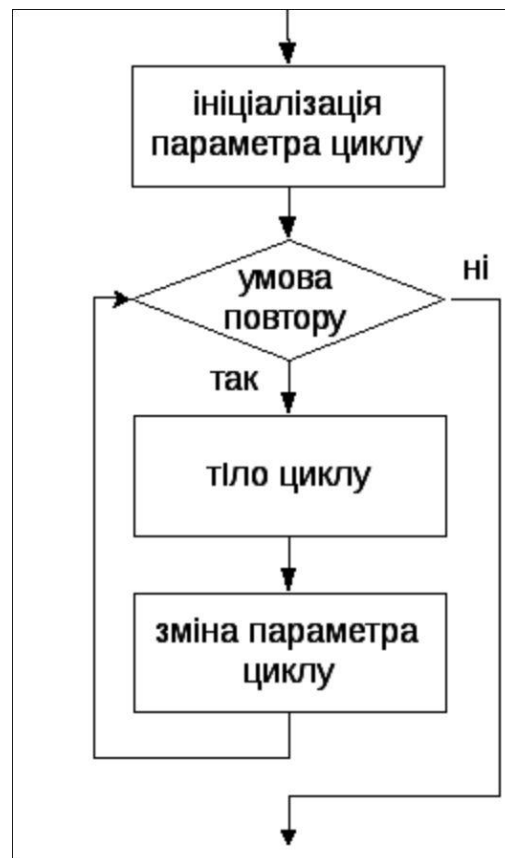 ініціалізація
параметра циклу
умова
повтору
ні
так
тіло циклу
зміна параметра
циклу